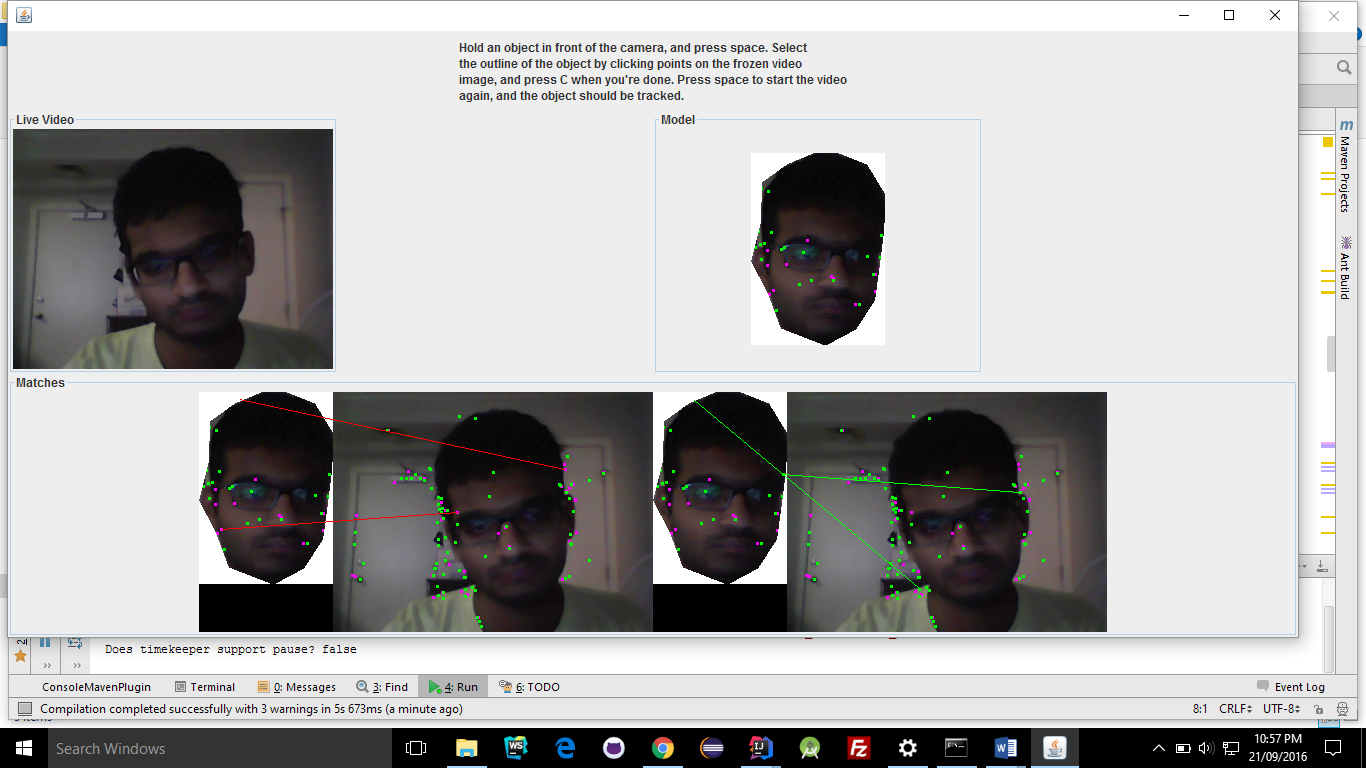 Hold an object in front of the camera, and press space. Select
the outline of the object by clicking points on the frozen video
image, and press C when you're done. Press space to start the video
again, and the object should be tracked.
Live Video
Model
Matches
Maven Projects
Ant Build
Does timekeeper support pause? false
ConsoleMavenPlugin
Terminal
0: Messages
3: Find
4: Run
6: TODO
Event Log
Compilation completed successfully with 3 warnings in 5s 673ms (a minute ago)
8:1
CRLF
UTF-8
Search Windows
10:57 PM
21/09/2016